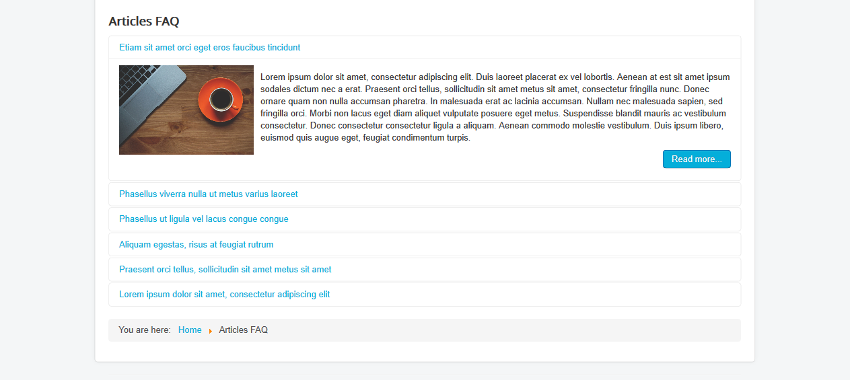 Articles FAQ
Etiam sit amet orci eget eros faucibus tincidunt
Lorem ipsum dolor sit amet, consectetur adipiscing elit. Duis laoreet placerat ex vel lobortis. Aenean at est sit amet ipsum
sodales dictum nec a erat. Praesent orci tellus, sollicitudin sit amet metus sit amet, consectetur fringilla nunc. Donec
ornare quam non nulla accumsan pharetra. In malesuada erat ac lacinia accumsan. Nullam nec malesuada sapien, sed
fringilla orci. Morbi non lacus eget diam aliquet vulputate posuere eget metus. Suspendisse blandit mauris ac vestibulum
consectetur. Donec consectetur consectetur ligula a aliquam. Aenean commodo molestie vestibulum. Duis ipsum libero,
euismod quis augue eget, feugiat condimentum turpis.
Read more...
Phasellus viverra nulla ut metus varius laoreet
Phasellus ut ligula vel lacus congue congue
Aliquam egestas, risus at feugiat rutrum
Praesent orci tellus, sollicitudin sit amet metus sit amet
Lorem ipsum dolor sit amet, consectetur adipiscing elit
You are here: Home Articles FAQ